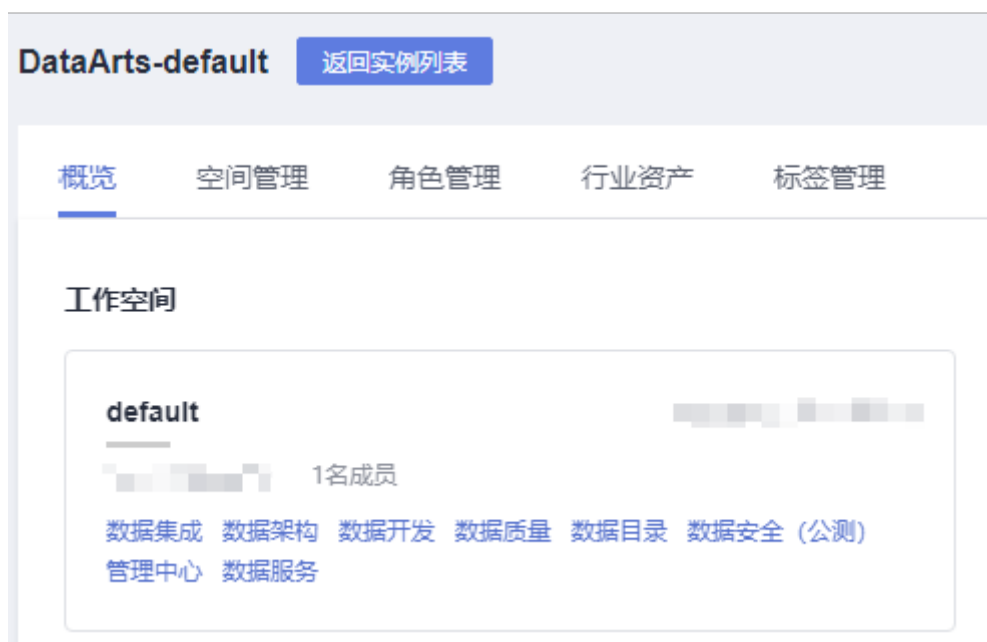 DataArts-default 返回实例列表
概览 空间管理 角色管理 行业资产 标签管理
工作空间
default
1名成员
数据集成 数据架构 数据开发 数据质量 数据目录 数据安全 (公测)
管理中心 数据服务